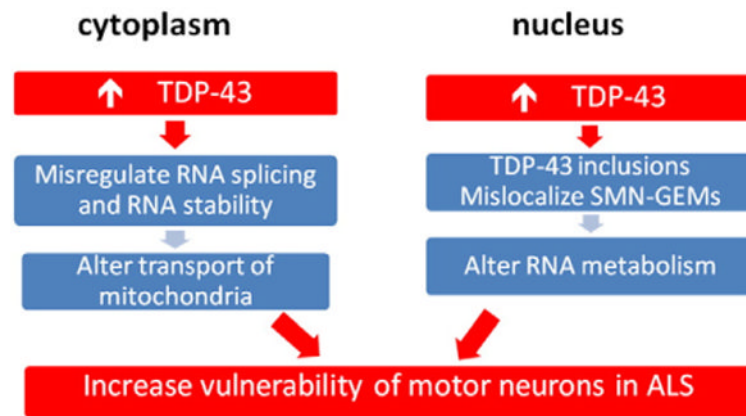 cytoplasm
nucleus
↑ TDP-43
↑ TDP-43
Misregulate RNA splicing
and RNA stability
TDP-43 inclusions
Mislocalize SMN-GEMs
Alter transport of
mitochondria
Alter RNA metabolism
Increase vulnerability of motor neurons in ALS